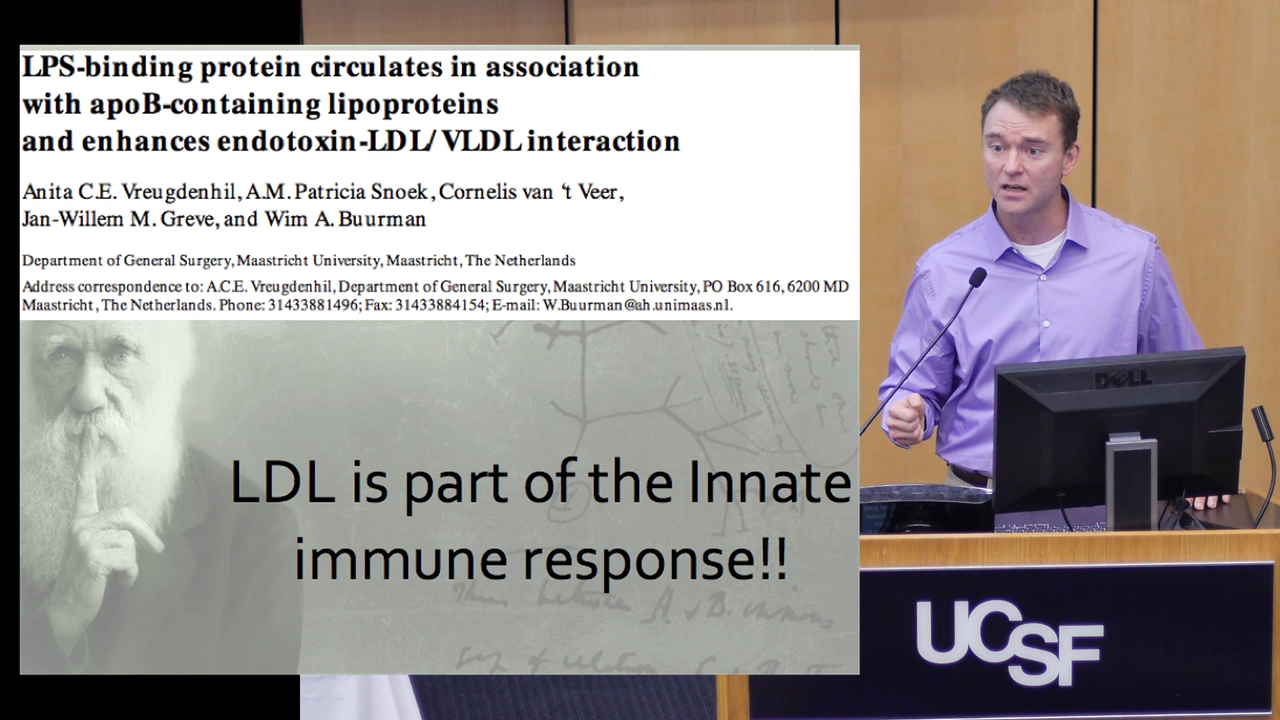 LPS-binding protein circulates in association
with apoB-containing lipoproteins
and enhances endotoxin-LDL/ VLDL interaction
Anita C.E. Vreugdenhil, A.M. Patricia Snoek, Cornelis van ‘t Veer,
Jan-Willem M. Greve, and Wim A. Buurman
Department of General Surgery, Maastricht University, Maastricht, The Netherlands
Address correspondence to: A.C.E. Vreugdenhil, Department of General Surgery, Maastricht University, PO Box 616, 6200 MD
Maastricht, The Netherlands. Phone: 31433881496; Fax: 31433884154; E-mail: W.Buurman@ah.unimaas.nl.
LDL is part of the Innate
immune response!!
DELL
UCSF